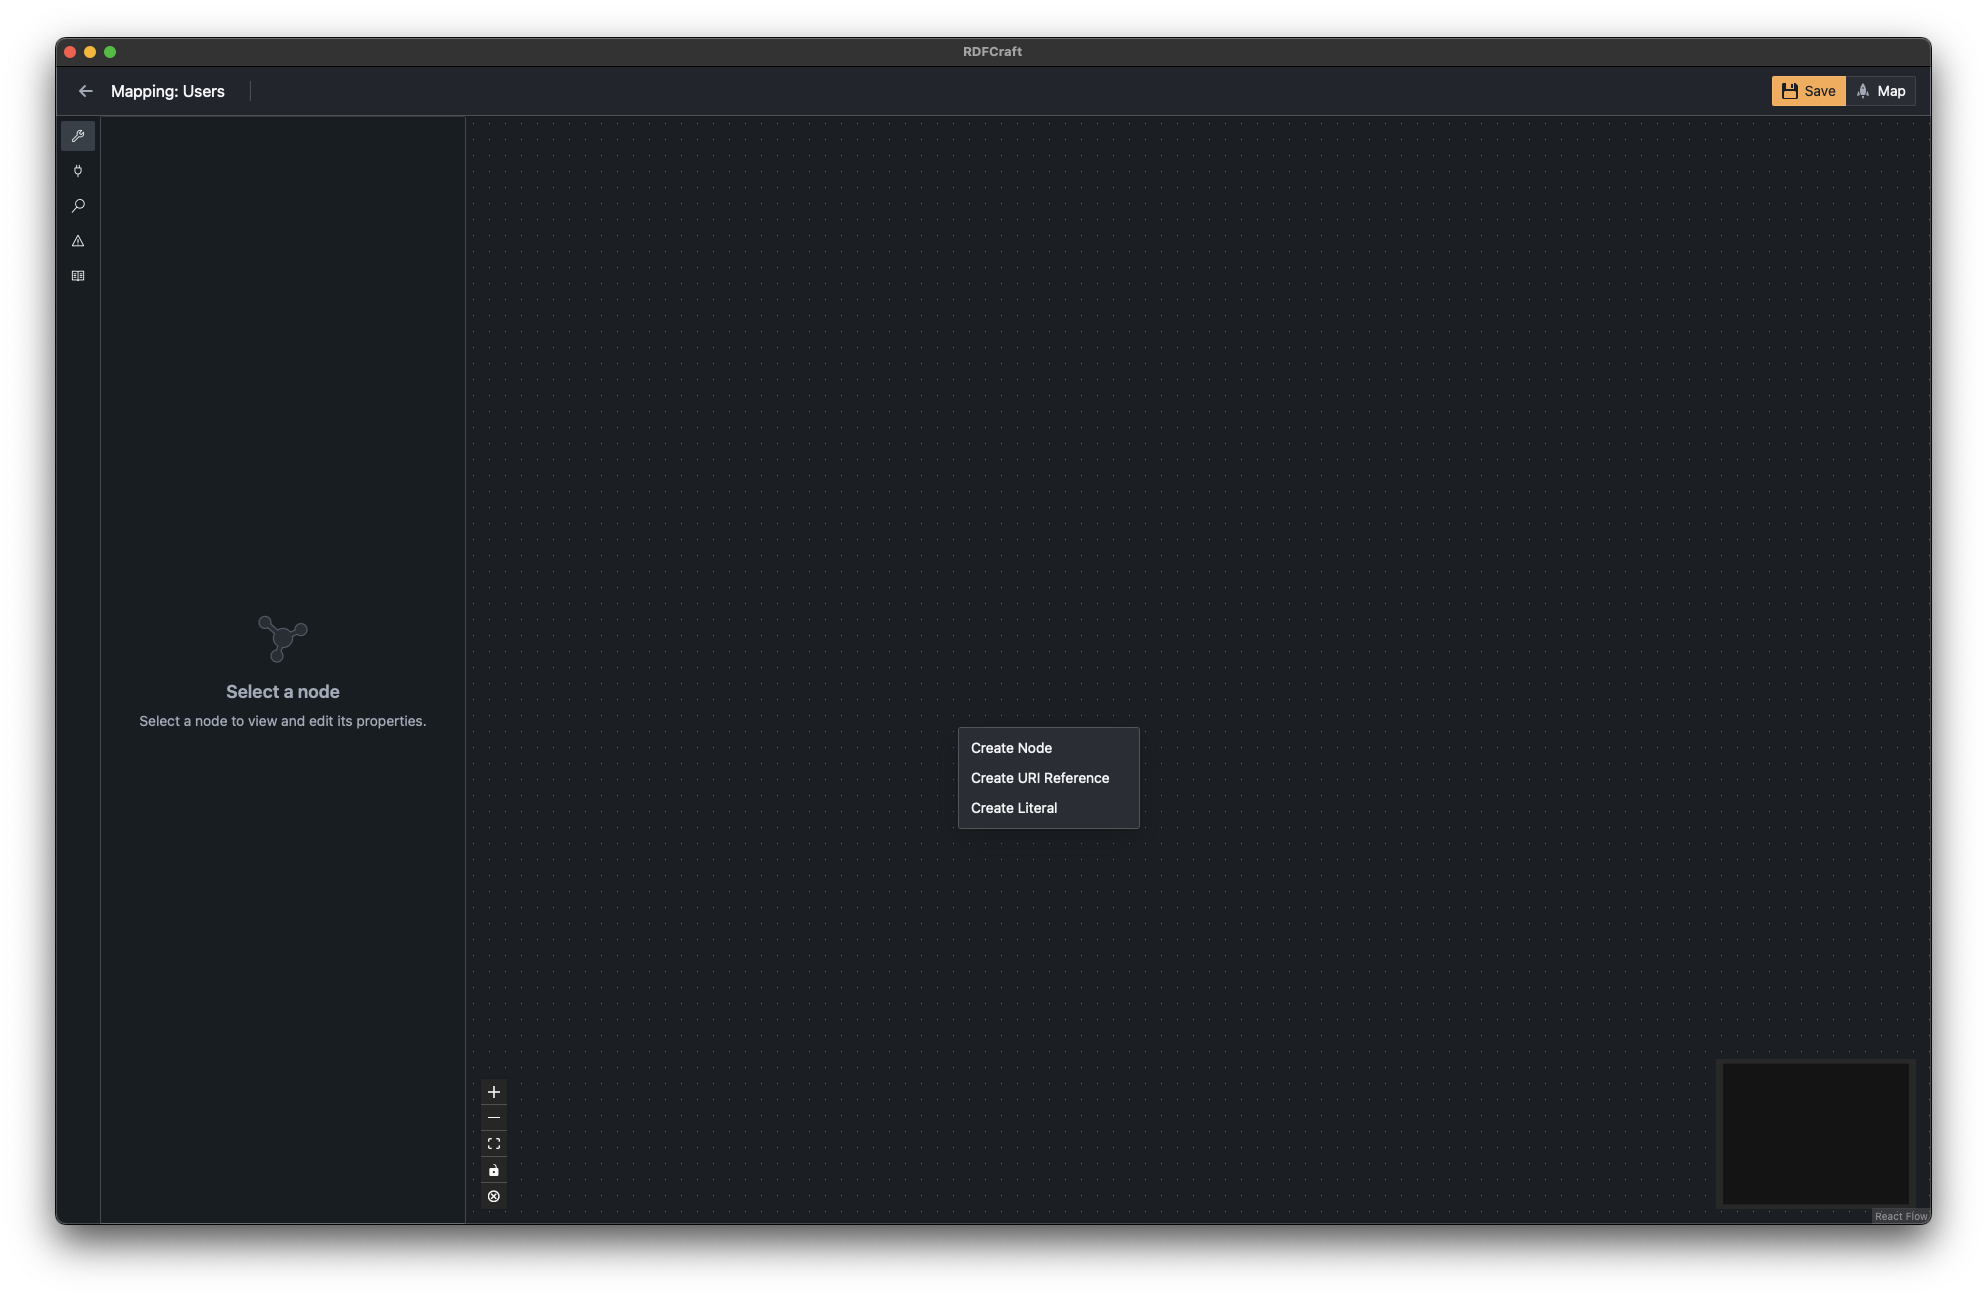 RDFCraft
Mapping: Users
Save
Map
Select a node
Select a node to view and edit its properties.
Create Node
Create URI Reference
Create Literal
React Flow